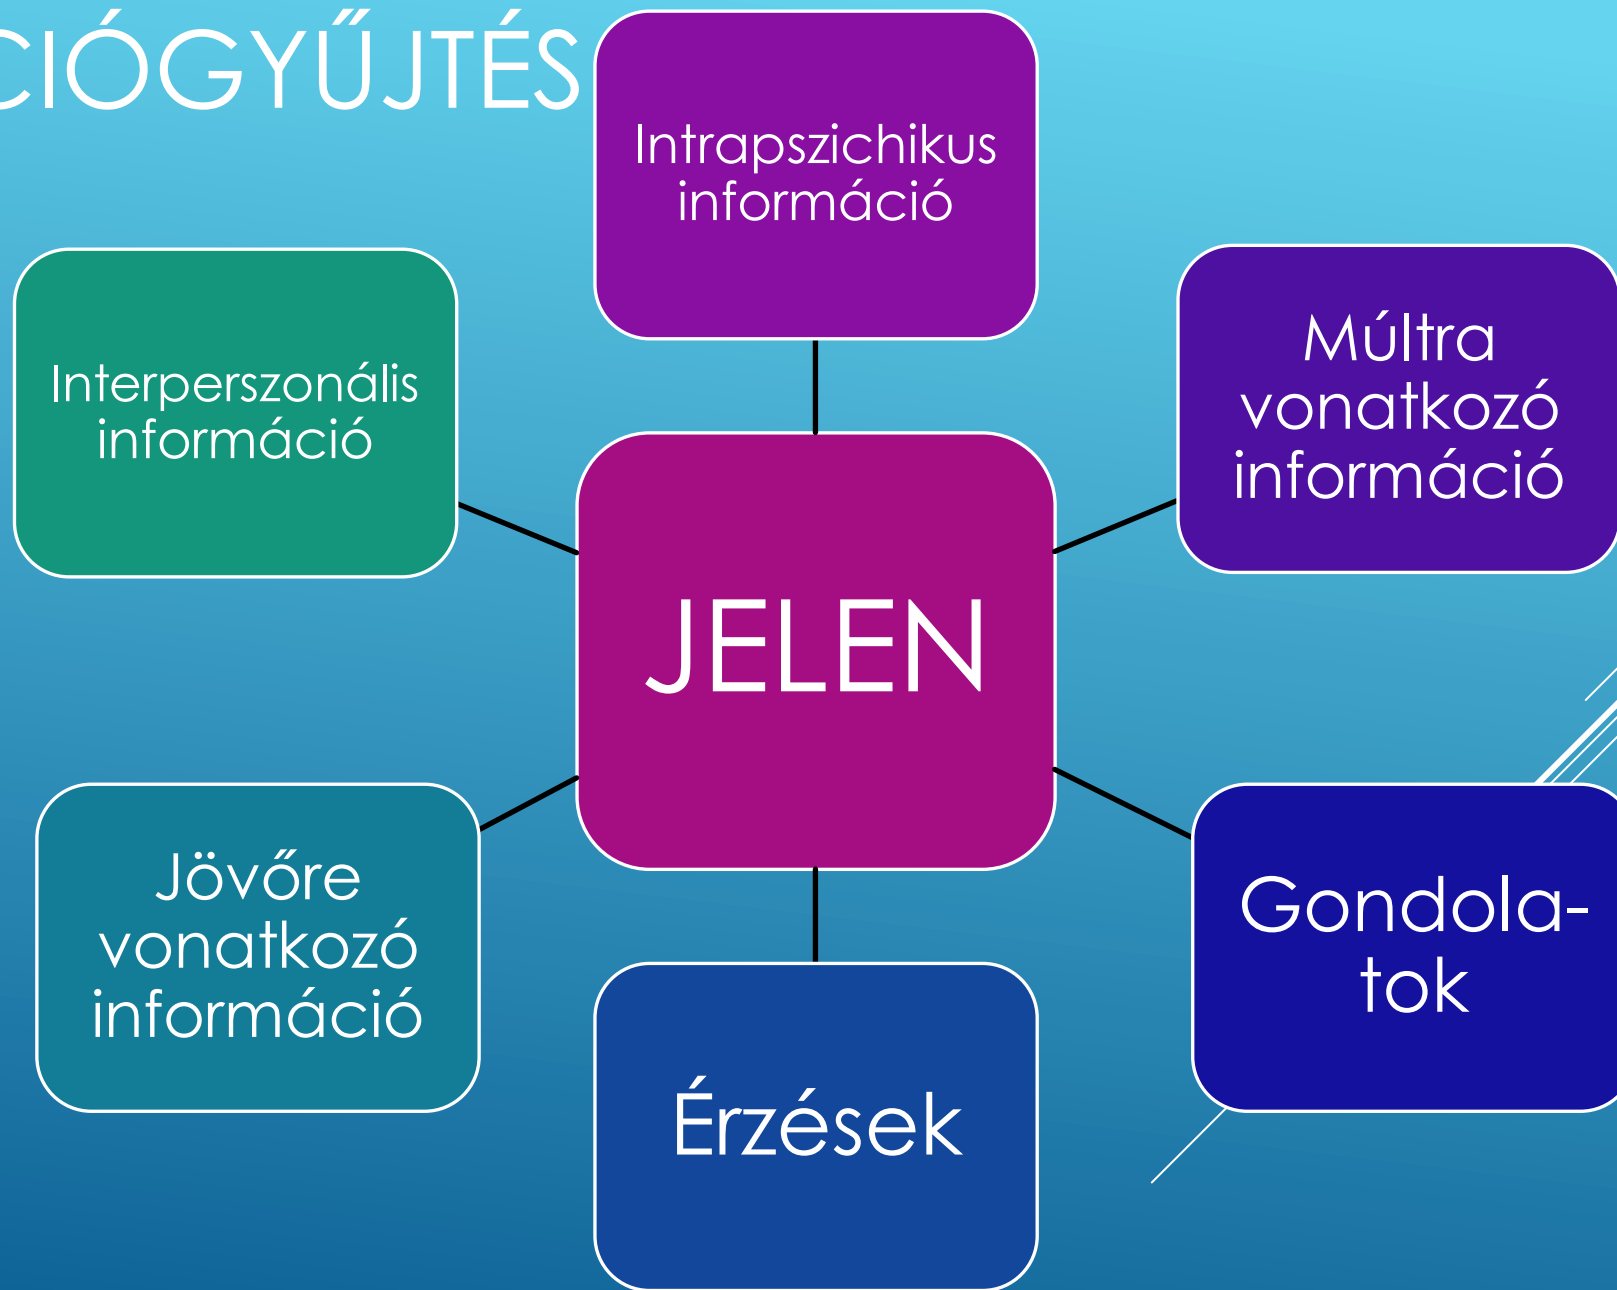 CIÓGYŰJTÉS
Intrapszichikus
információ
Interperszonális
információ
Múltra
vonatkozó
információ
JELEN
Jövőre
vonatkozó
információ
Gondola-
tok
Érzések